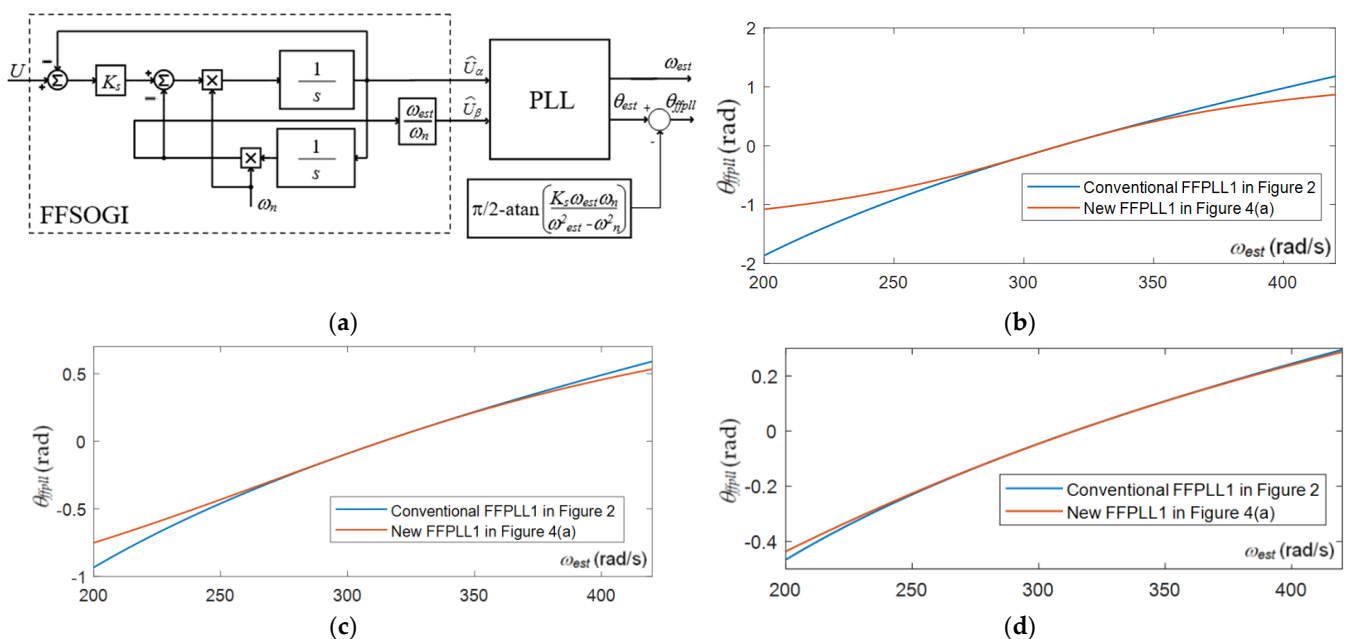 U
− + Σ
K_s
+ − Σ
×
1/s
Û_α
ω_est
ω_est/ω_n
Û_β
PLL
θ_est + θ_ffpll
-
×
1/s
ω_n
FFSOGI
π/2-atan(K_s ω_est ω_n / ω²_est - ω²_n)
(a)
2
1
0
-1
-2
θ_ffpll (rad)
Conventional FFPLL1 in Figure 2
New FFPLL1 in Figure 4(a)
ω_est (rad/s)
200 250 300 350 400
(b)
0.5
0
-0.5
-1
θ_ffpll (rad)
Conventional FFPLL1 in Figure 2
New FFPLL1 in Figure 4(a)
ω_est (rad/s)
200 250 300 350 400
(c)
0.2
0
-0.2
-0.4
θ_ffpll (rad)
Conventional FFPLL1 in Figure 2
New FFPLL1 in Figure 4(a)
ω_est (rad/s)
200 250 300 350 400
(d)